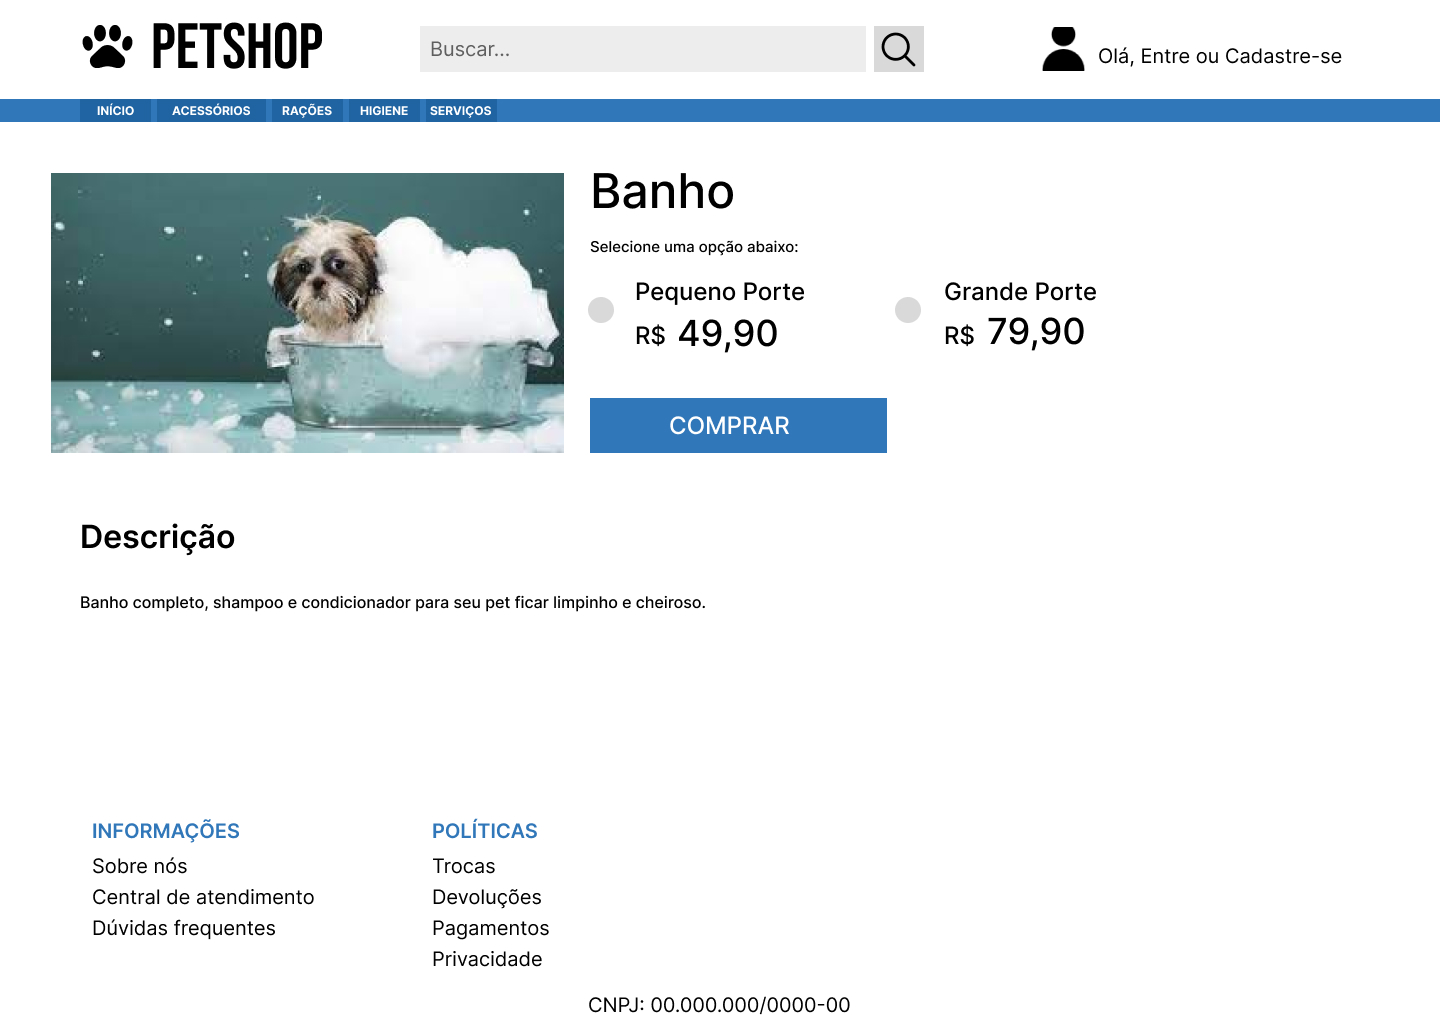 PETSHOP
Buscar...
Olá, Entre ou Cadastre-se
INÍCIO ACESSÓRIOS RAÇÕES HIGIENE SERVIÇOS
Banho
Selecione uma opção abaixo:
Pequeno Porte
R$ 49,90
Grande Porte
R$ 79,90
COMPRAR
Descrição
Banho completo, shampoo e condicionador para seu pet ficar limpinho e cheiroso.
INFORMAÇÕES
Sobre nós
Central de atendimento
Dúvidas frequentes
POLÍTICAS
Trocas
Devoluções
Pagamentos
Privacidade
CNPJ: 00.000.000/0000-00